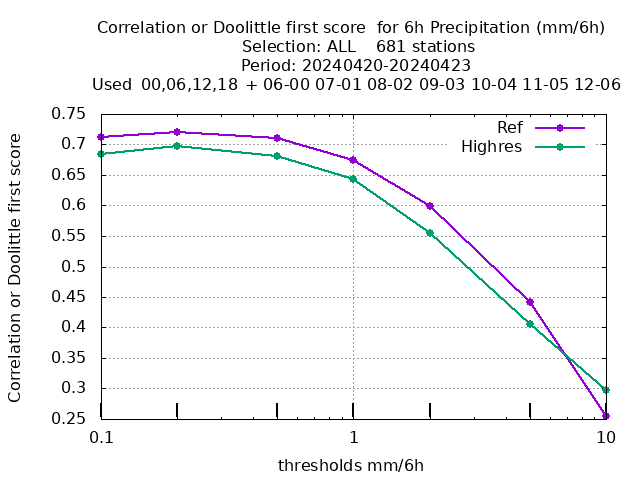 Correlation or Doolittle first score  for 6h Precipitation (mm/6h)
Selection: ALL    681 stations
Period: 20240420-20240423
Used  00,06,12,18  + 06-00 07-01 08-02 09-03 10-04 11-05 12-06
Ref
Highres
Correlation or Doolittle first score
0.75
0.7
0.65
0.6
0.55
0.5
0.45
0.4
0.35
0.3
0.25
0.1
1
10
thresholds mm/6h